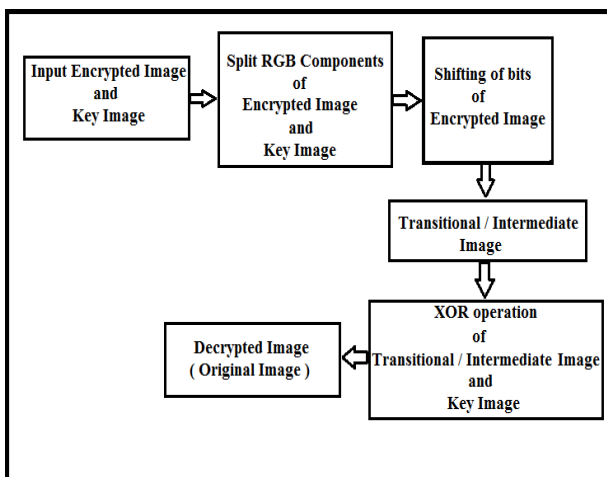 Input Encrypted Image
and
Key Image
Split RGB Components
of
Encrypted Image
and
Key Image
Shifting of bits
of
Encrypted Image
Transitional / Intermediate
Image
XOR operation
of
Transitional / Intermediate Image
and
Key Image
Decrypted Image
( Original Image )